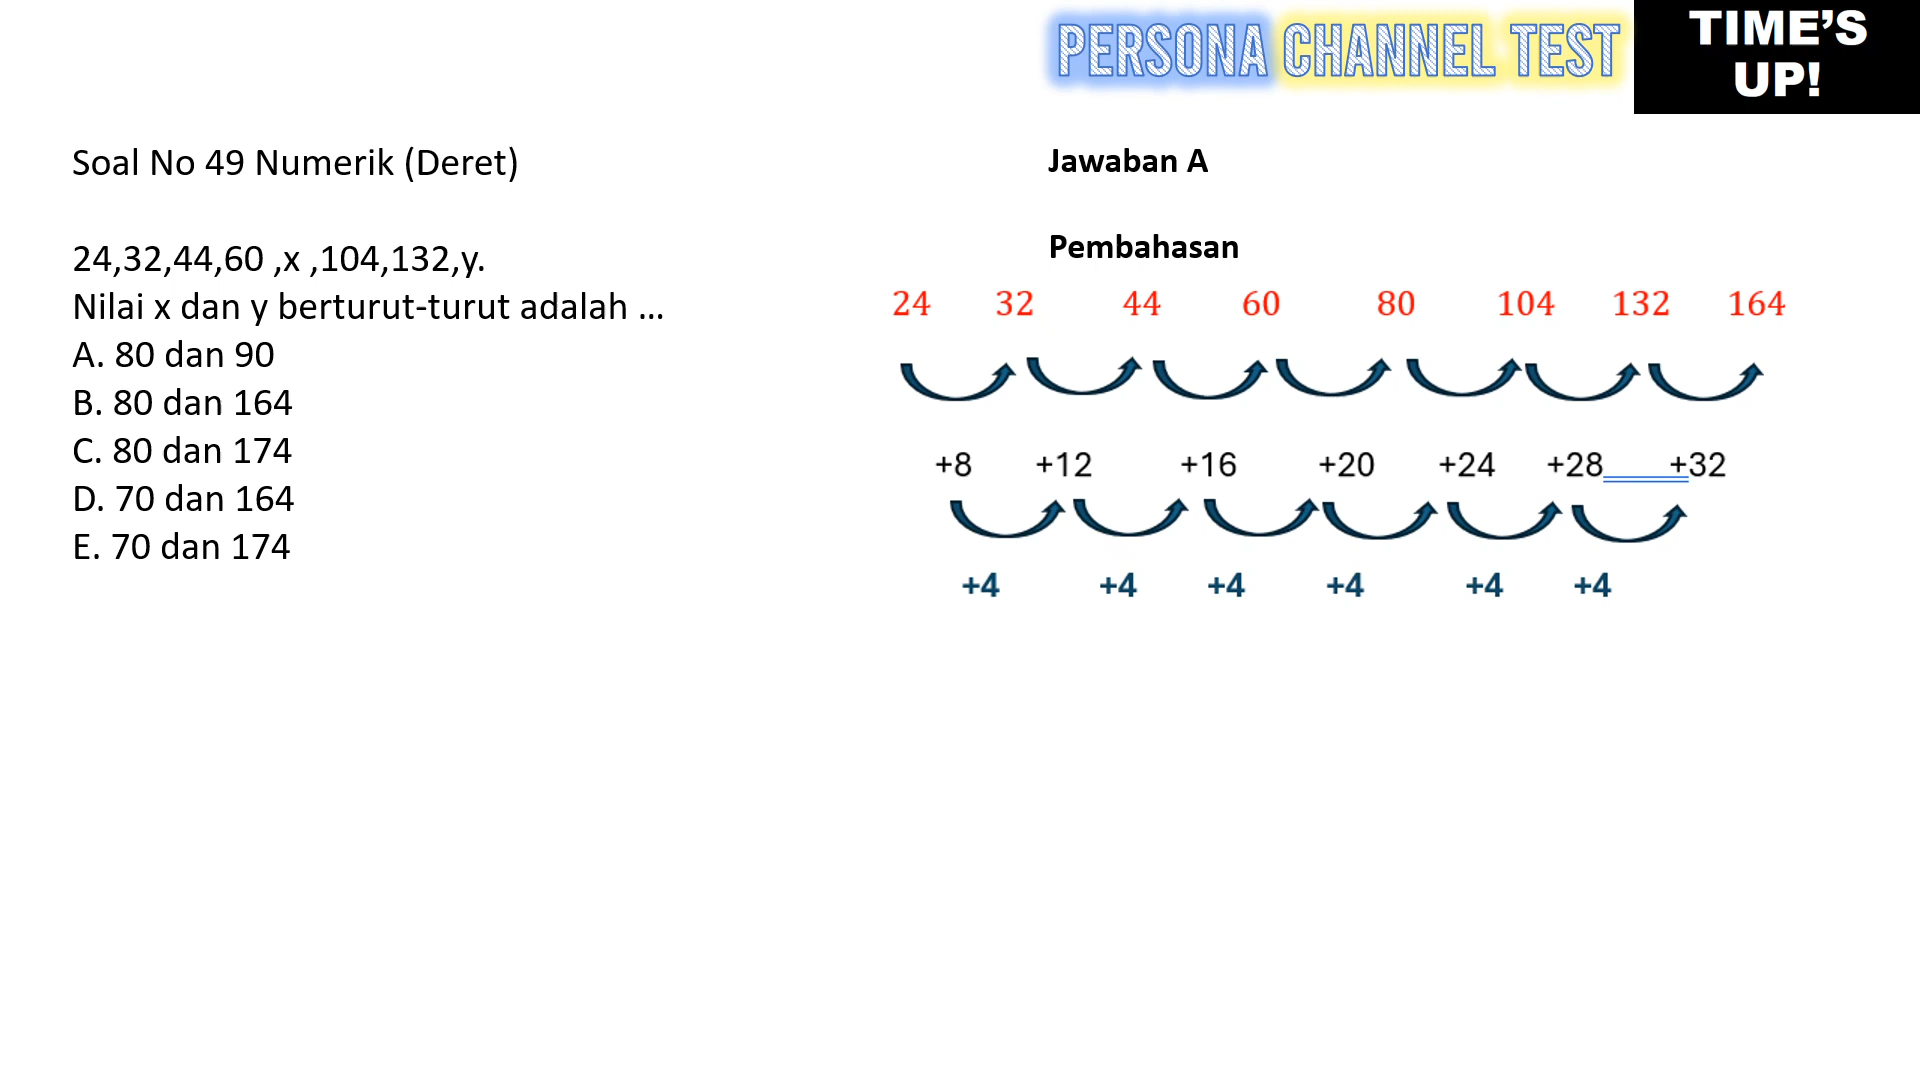 PERSONA CHANNEL TEST
TIME'S
UP!
Soal No 49 Numerik (Deret)
24,32,44,60 ,x ,104,132,y.
Nilai x dan y berturut-turut adalah ...
A. 80 dan 90
B. 80 dan 164
C. 80 dan 174
D. 70 dan 164
E. 70 dan 174
Jawaban A
Pembahasan
24 32 44 60 80 104 132 164
+8 +12 +16 +20 +24 +28 +32
+4 +4 +4 +4 +4 +4